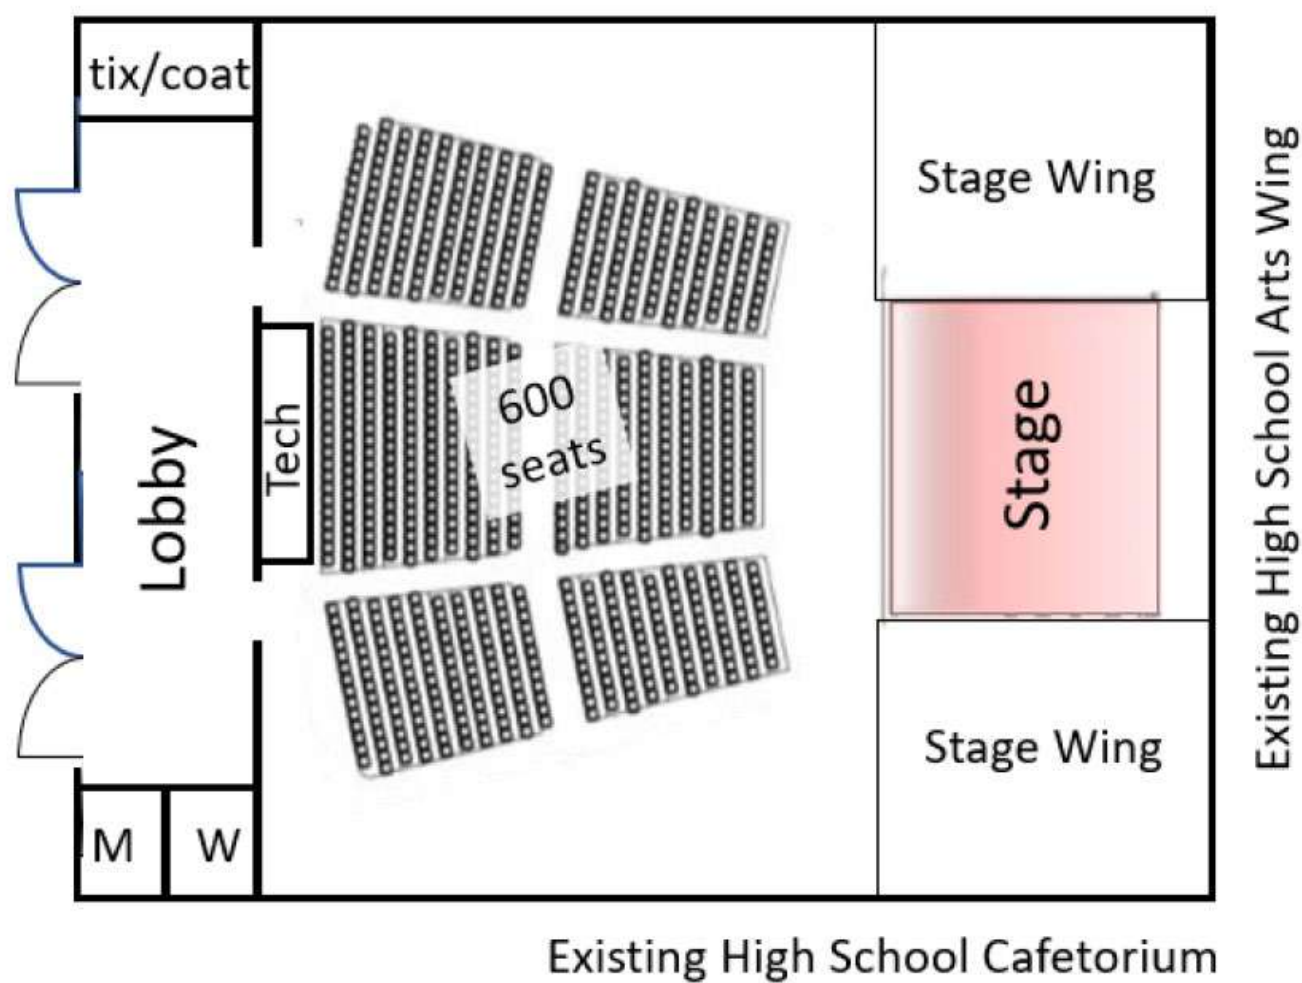 tix/coat
Stage Wing
Existing High School Arts Wing
600
seats
Tech
Lobby
Stage
Stage Wing
M
W
Existing High School Cafetorium